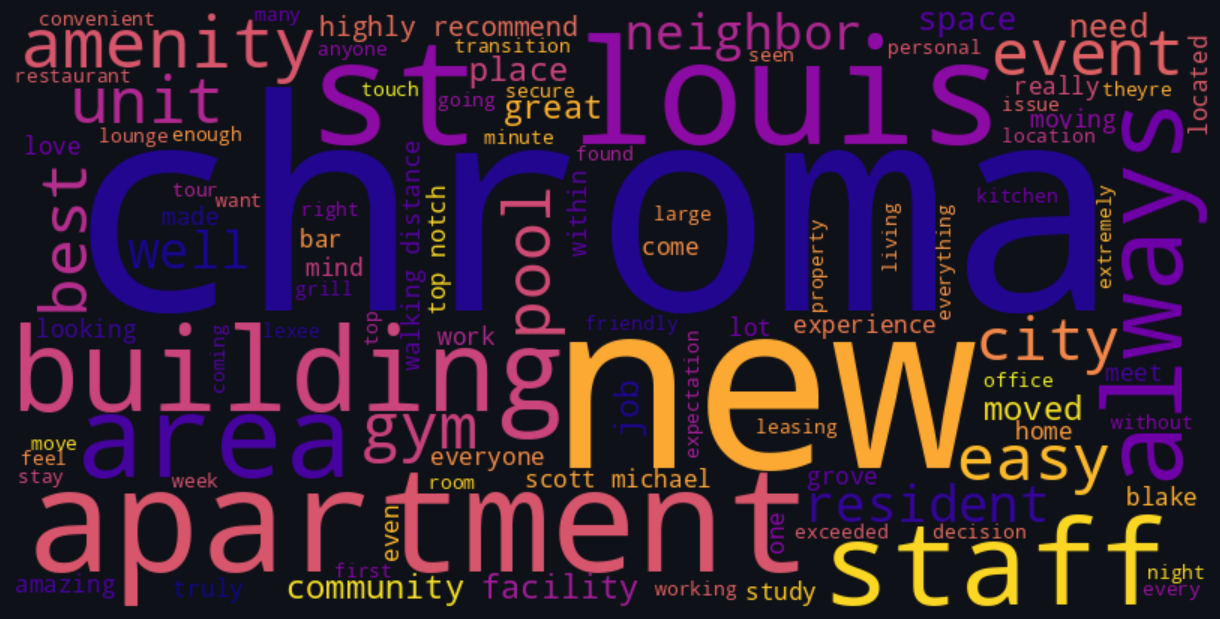 convenient
many
amenity
highly recommend
anyone
transition
neighbor
space
need
personal
seen
event
restaurant
unit
st louis
place
touch
going
secure
great
really
theyre
issue
moving
located
lounge
enough
minute
location
love
found
always
best
chroma
tour
want
made
well
right
bar
mind
grill
walking distance
top notch
pool
within
large
come
property
living
everything
kitchen
extremely
looking
coming
lexee
top
work
friendly
lot
experience
city
building
new
job
expectation
leasing
office
moved
home
meet
without
move
feel
area
gym
everyone
easy
stay
week
room
scott michael
grove
resident
blake
apartment
even
one
exceeded
decision
staff
amazing
truly
first
community
facility
working
study
night
every